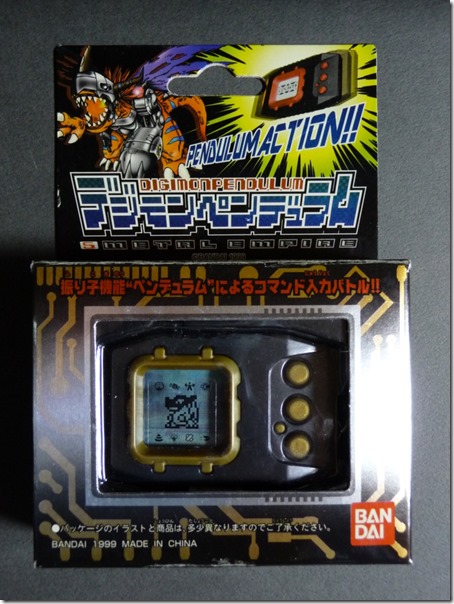 PENDULUM ACTION!!
DIGIMON PENDULUM
デジモンペンデュラム
5 METAL EMPIRE
振り子機能"ペンデュラム"によるコマンド入力バトル!!
●パッケージのイラストと商品は、多少異なりますのでご了承ください。
BANDAI 1999 MADE IN CHINA
BAN
DAI